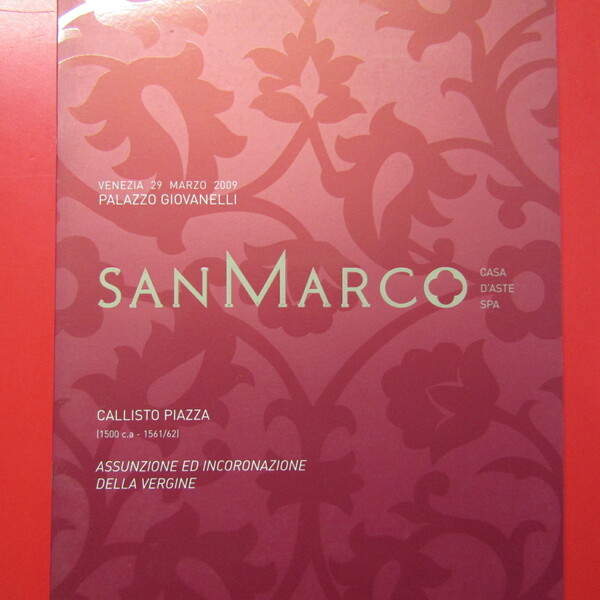 VENEZIA 29 MARZO 2009
PALAZZO GIOVANELLI
SANMARCO
CASA
D'ASTE
SPA
CALLISTO PIAZZA
(1500 c.a - 1561/62)
ASSUNZIONE ED INCORONAZIONE
DELLA VERGINE